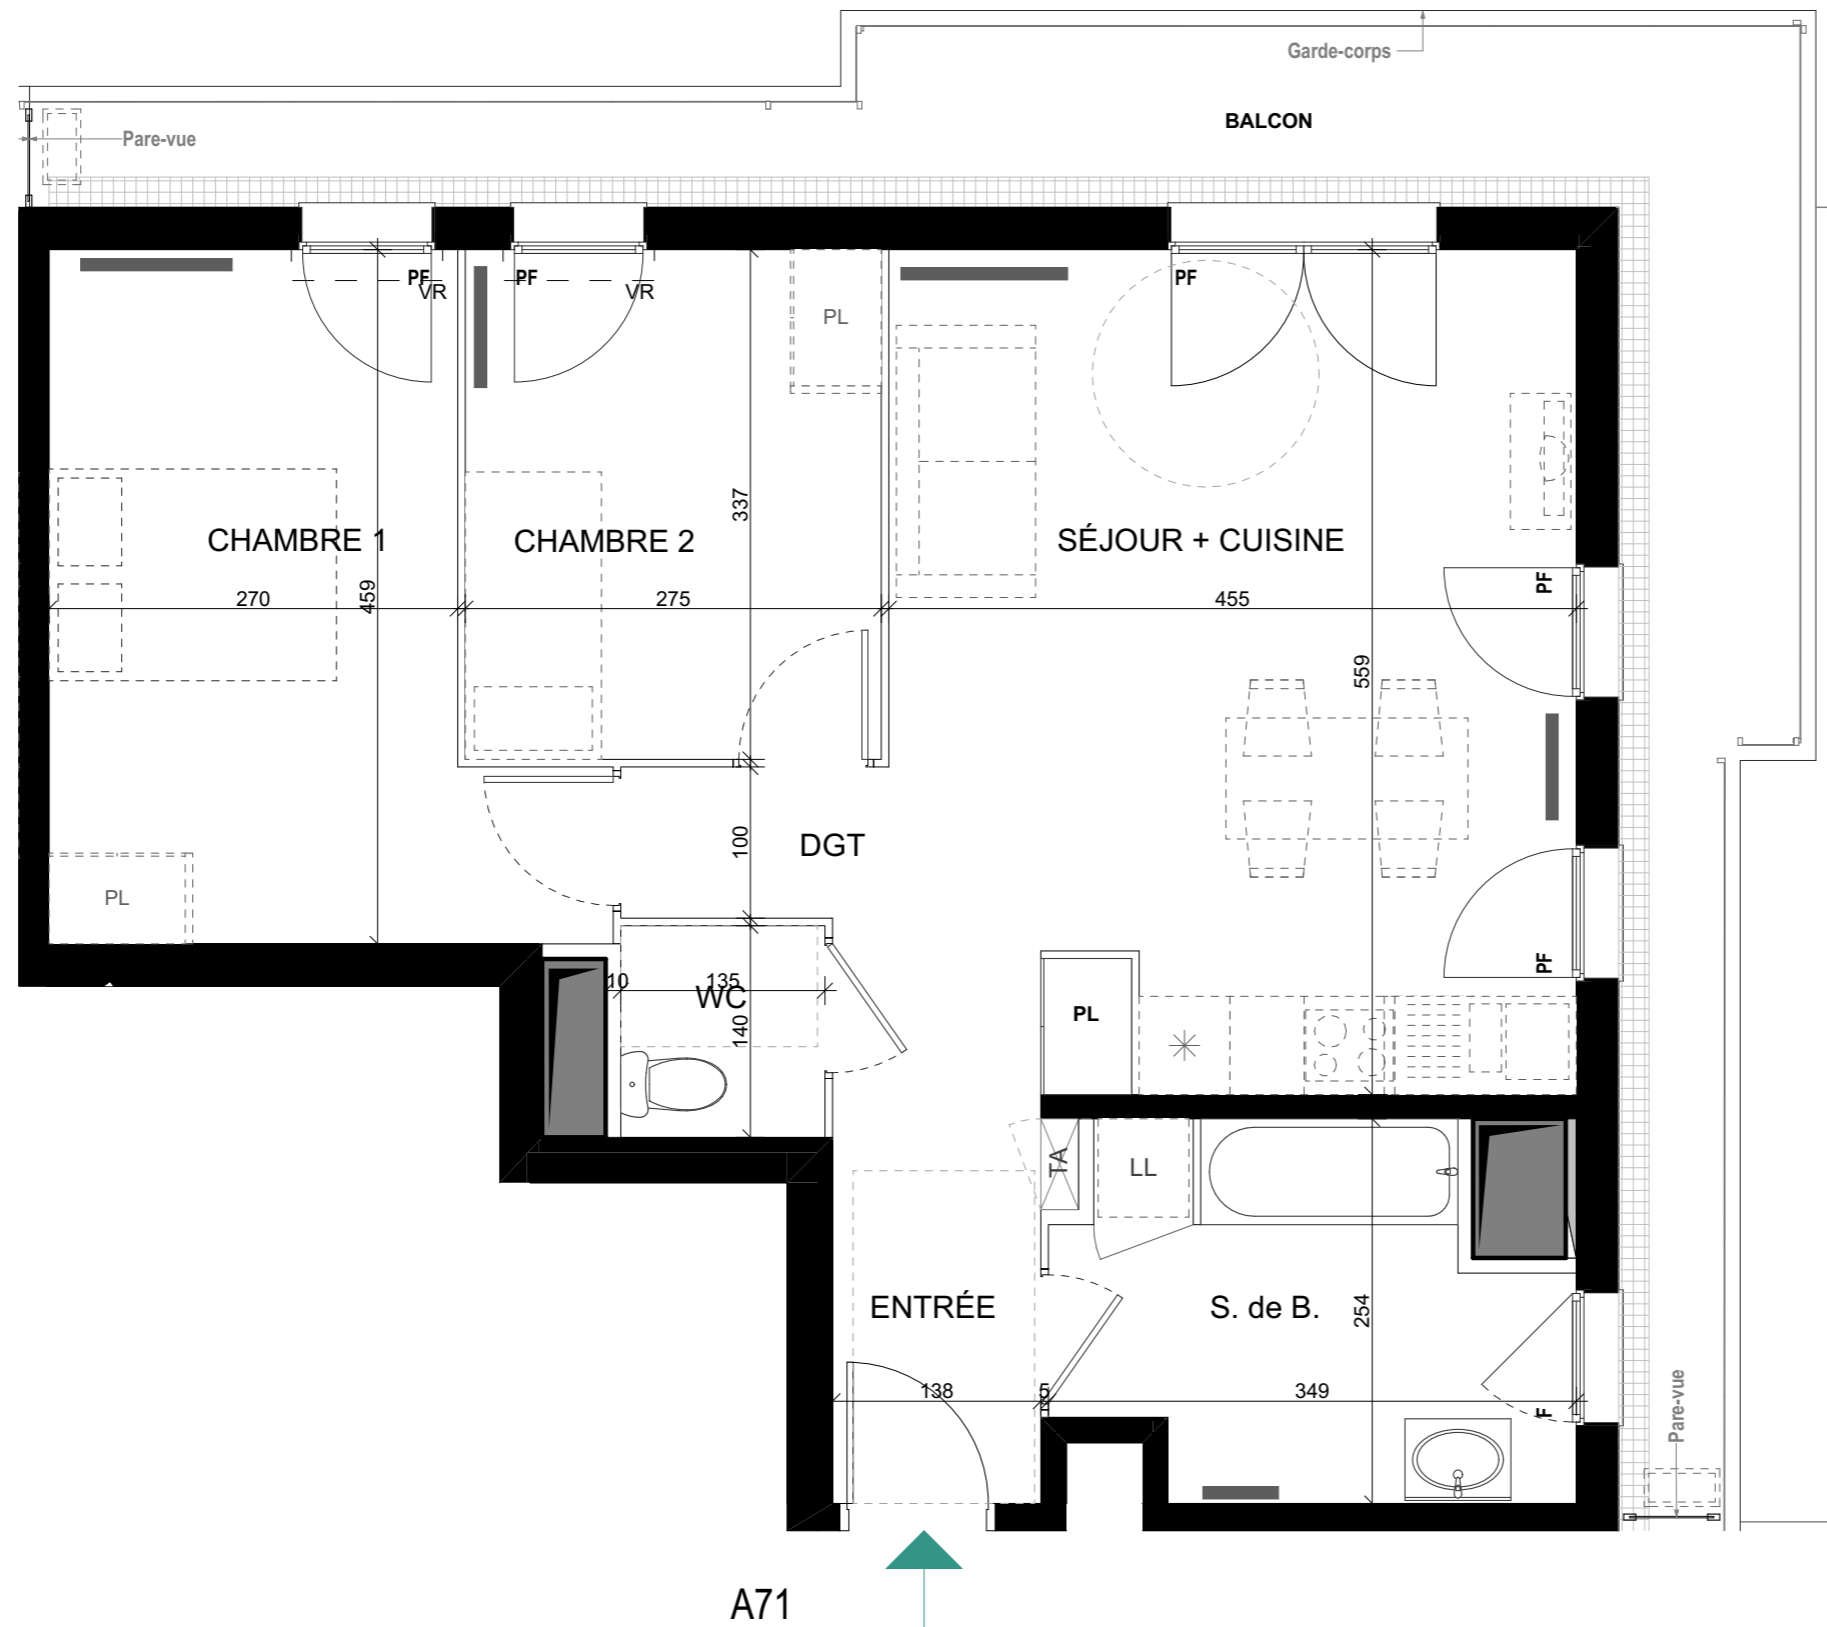 Garde-corps
BALCON
Pare-vue
PF
VR
PF
VR
PF
PL
CHAMBRE 1
CHAMBRE 2
SÉJOUR + CUISINE
337
PF
270
459
275
455
559
100
DGT
PL
PF
10
135
WC
140
PL
TA
LL
ENTRÉE
S. de B.
254
138
5
349
F
Pare-vue
A71